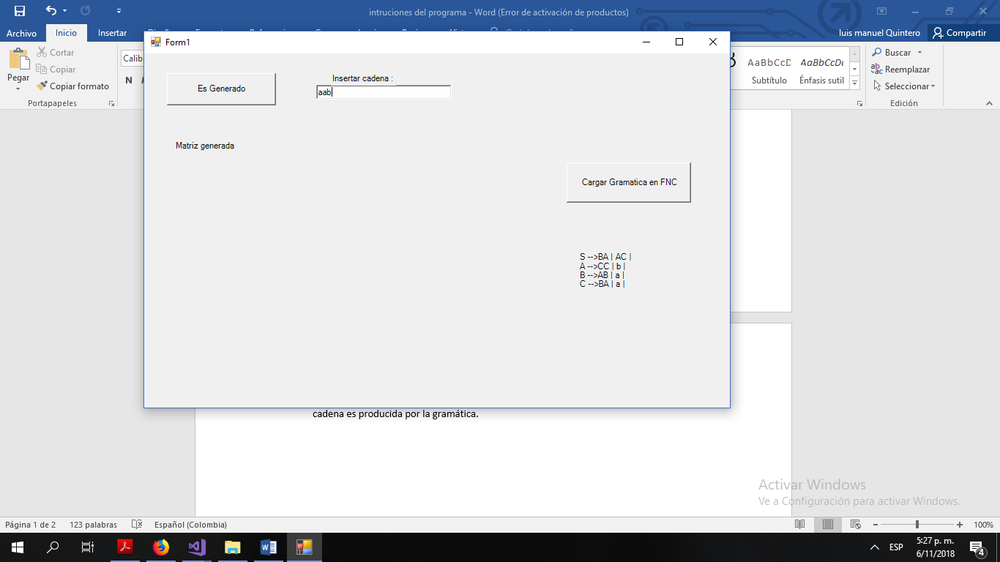 intruciones del programa - Word (Error de activación de productos)
Archivo Inicio Insertar
luis manuel Quintero Compartir
Form1
Pegar
Cortar
Copiar
Copiar formato
Portapapeles
Calib
N
AaBbCcD AaBbCcDc
Subtítulo Énfasis sutil
Buscar
Reemplazar
Seleccionar
Edición
Es Generado
Insertar cadena :
aab
Matriz generada
Cargar Gramatica en FNC
S -->BA | AC |
A -->CC | b |
B -->AB | a |
C -->BA | a |
cadena es producida por la gramática.
Activar Windows
Ve a Configuración para activar Windows.
Página 1 de 2 123 palabras Español (Colombia) 100%
ESP
5:27 p. m.
6/11/2018
4